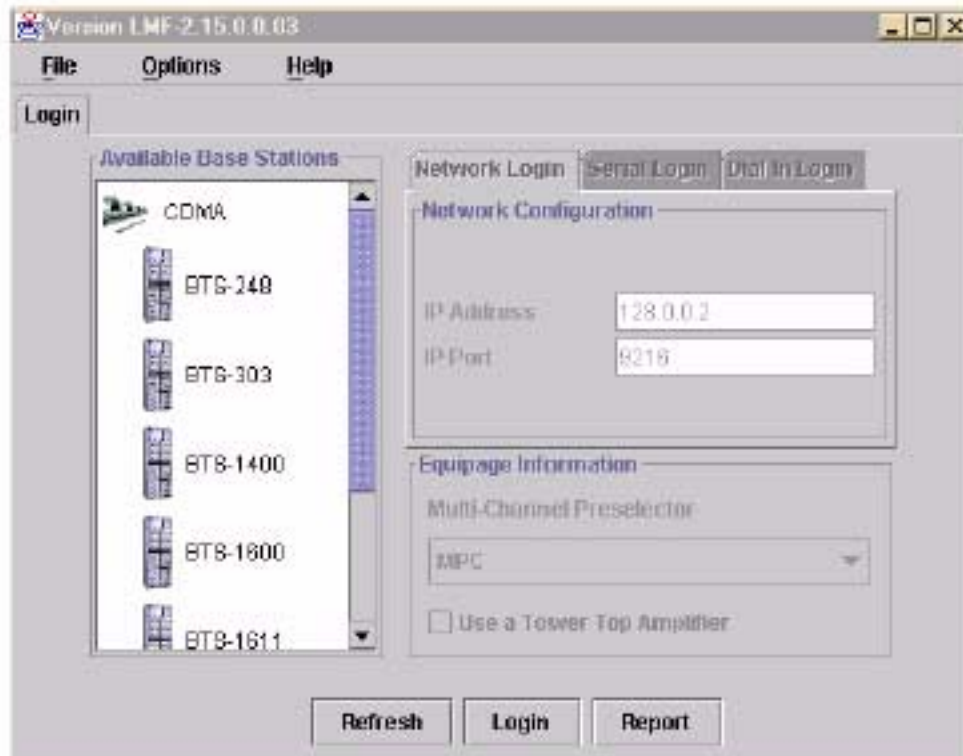 Version LMF-2.15.0.0.03
File Options Help
Login
Available Base Stations
CDMA
BTS-248
BTS-303
BTS-1400
BTS-1600
BTS-1611
Network Login Serial Login Dial In Login
Network Configuration
IP Address 128.0.0.2
IP Port 9216
Equipage Information
Multi-Channel Preselector
MPC
Use a Tower Top Amplifier
Refresh Login Report